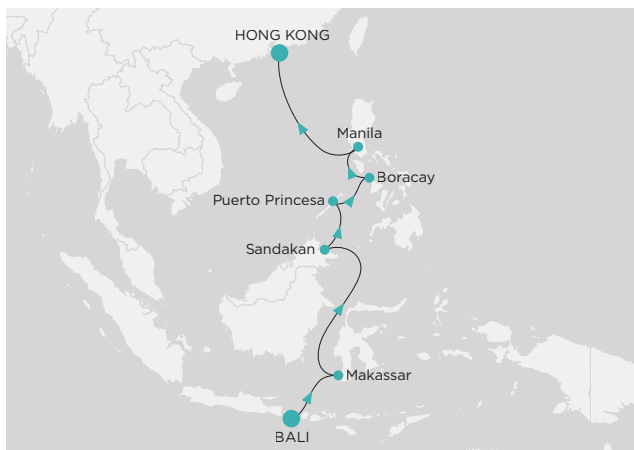 HONG KONG
Manila
Boracay
Puerto Princesa
Sandakan
Makassar
BALI